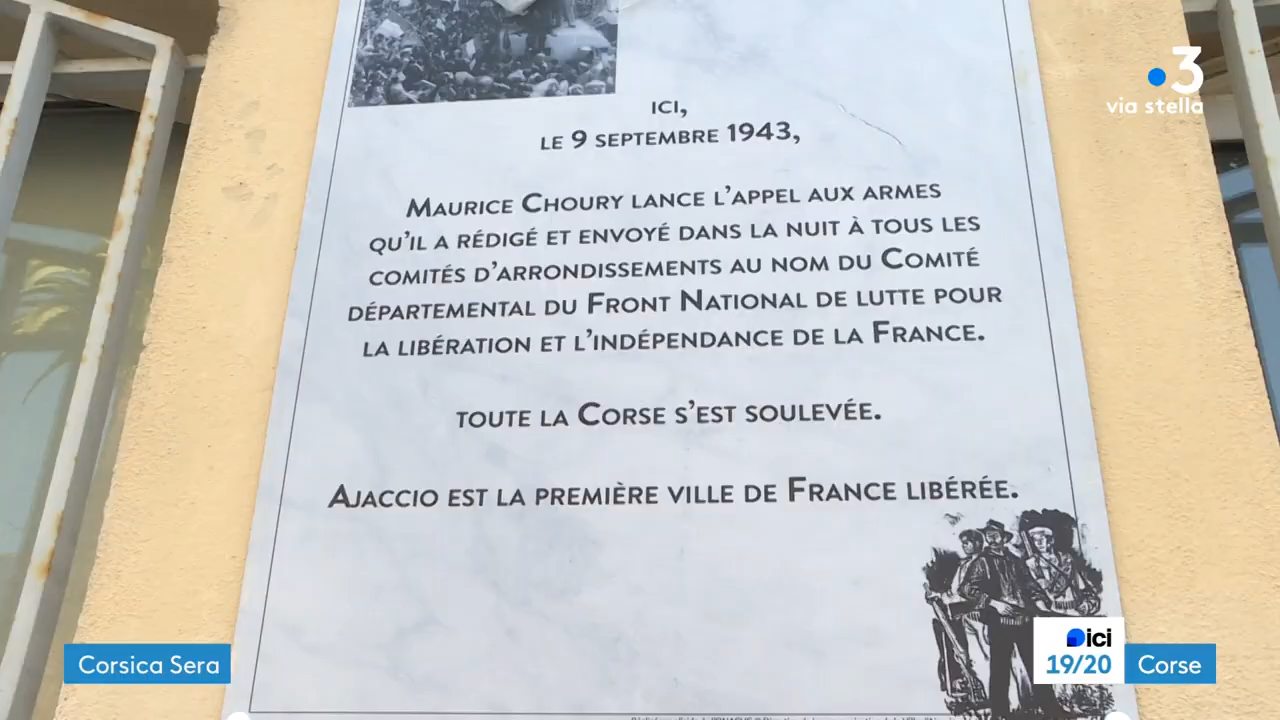 3
via stella
ICI,
LE 9 SEPTEMBRE 1943,
MAURICE CHOURY LANCE L'APPEL AUX ARMES
QU'IL A RÉDIGÉ ET ENVOYÉ DANS LA NUIT À TOUS LES
COMITÉS D'ARRONDISSEMENTS AU NOM DU COMITÉ
DÉPARTEMENTAL DU FRONT NATIONAL DE LUTTE POUR
LA LIBÉRATION ET L'INDÉPENDANCE DE LA FRANCE.
TOUTE LA CORSE S'EST SOULEVÉE.
AJACCIO EST LA PREMIÈRE VILLE DE FRANCE LIBÉRÉE.
ici
Corsica Sera
19/20
Corse